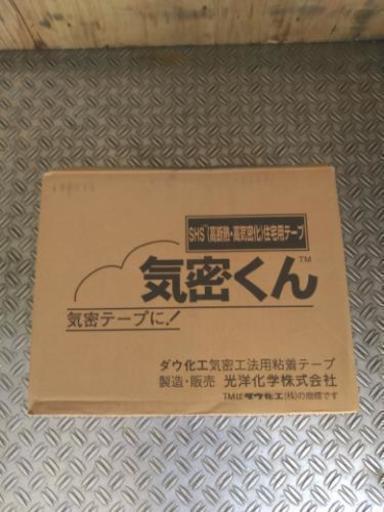 SHS™(高断熱・高気密化)住宅用テープ
気密くん™
気密テープに!
ダウ化工気密工法用粘着テープ
製造・販売 光洋化学株式会社
TMはダウ化工(株)の商標です